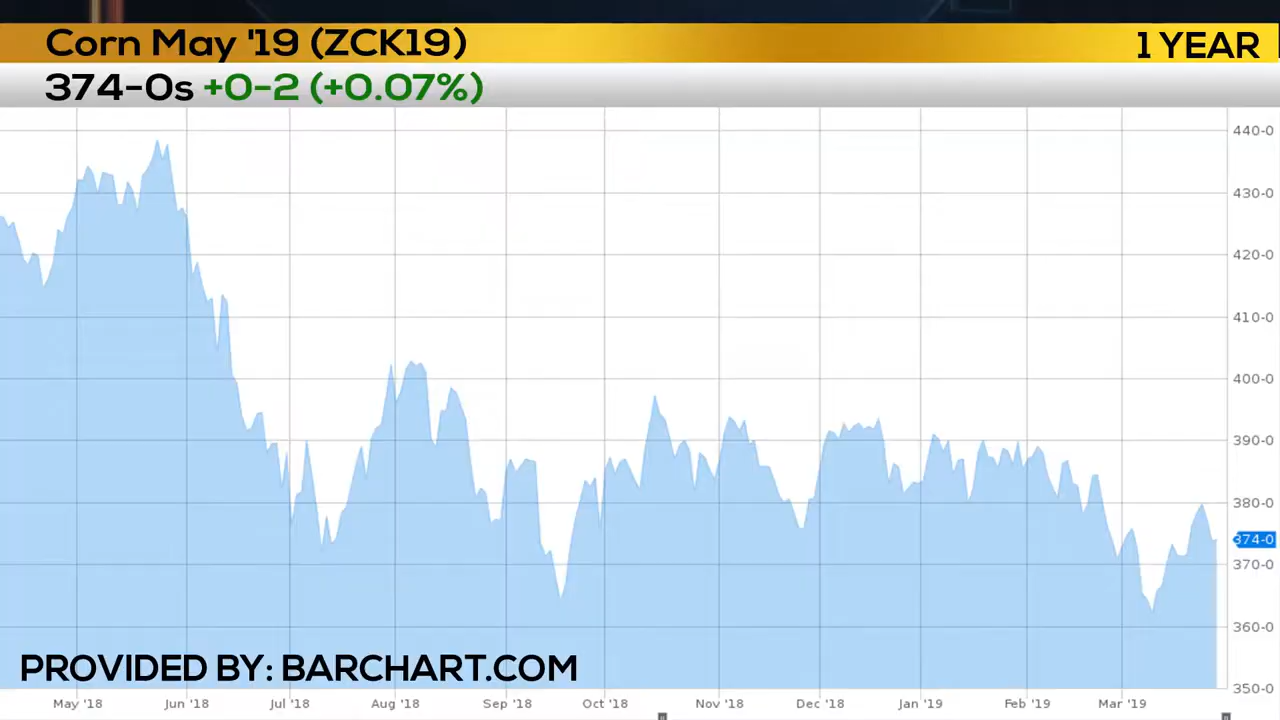 Corn May '19 (ZCK19)
1 YEAR
374-0s +0-2 (+0.07%)
440-0
430-0
420-0
410-0
400-0
390-0
380-0
374-0
370-0
360-0
350-0
PROVIDED BY: BARCHART.COM
May '18 Jun '18 Jul '18 Aug '18 Sep '18 Oct '18 Nov '18 Dec '18 Jan '19 Feb '19 Mar '19